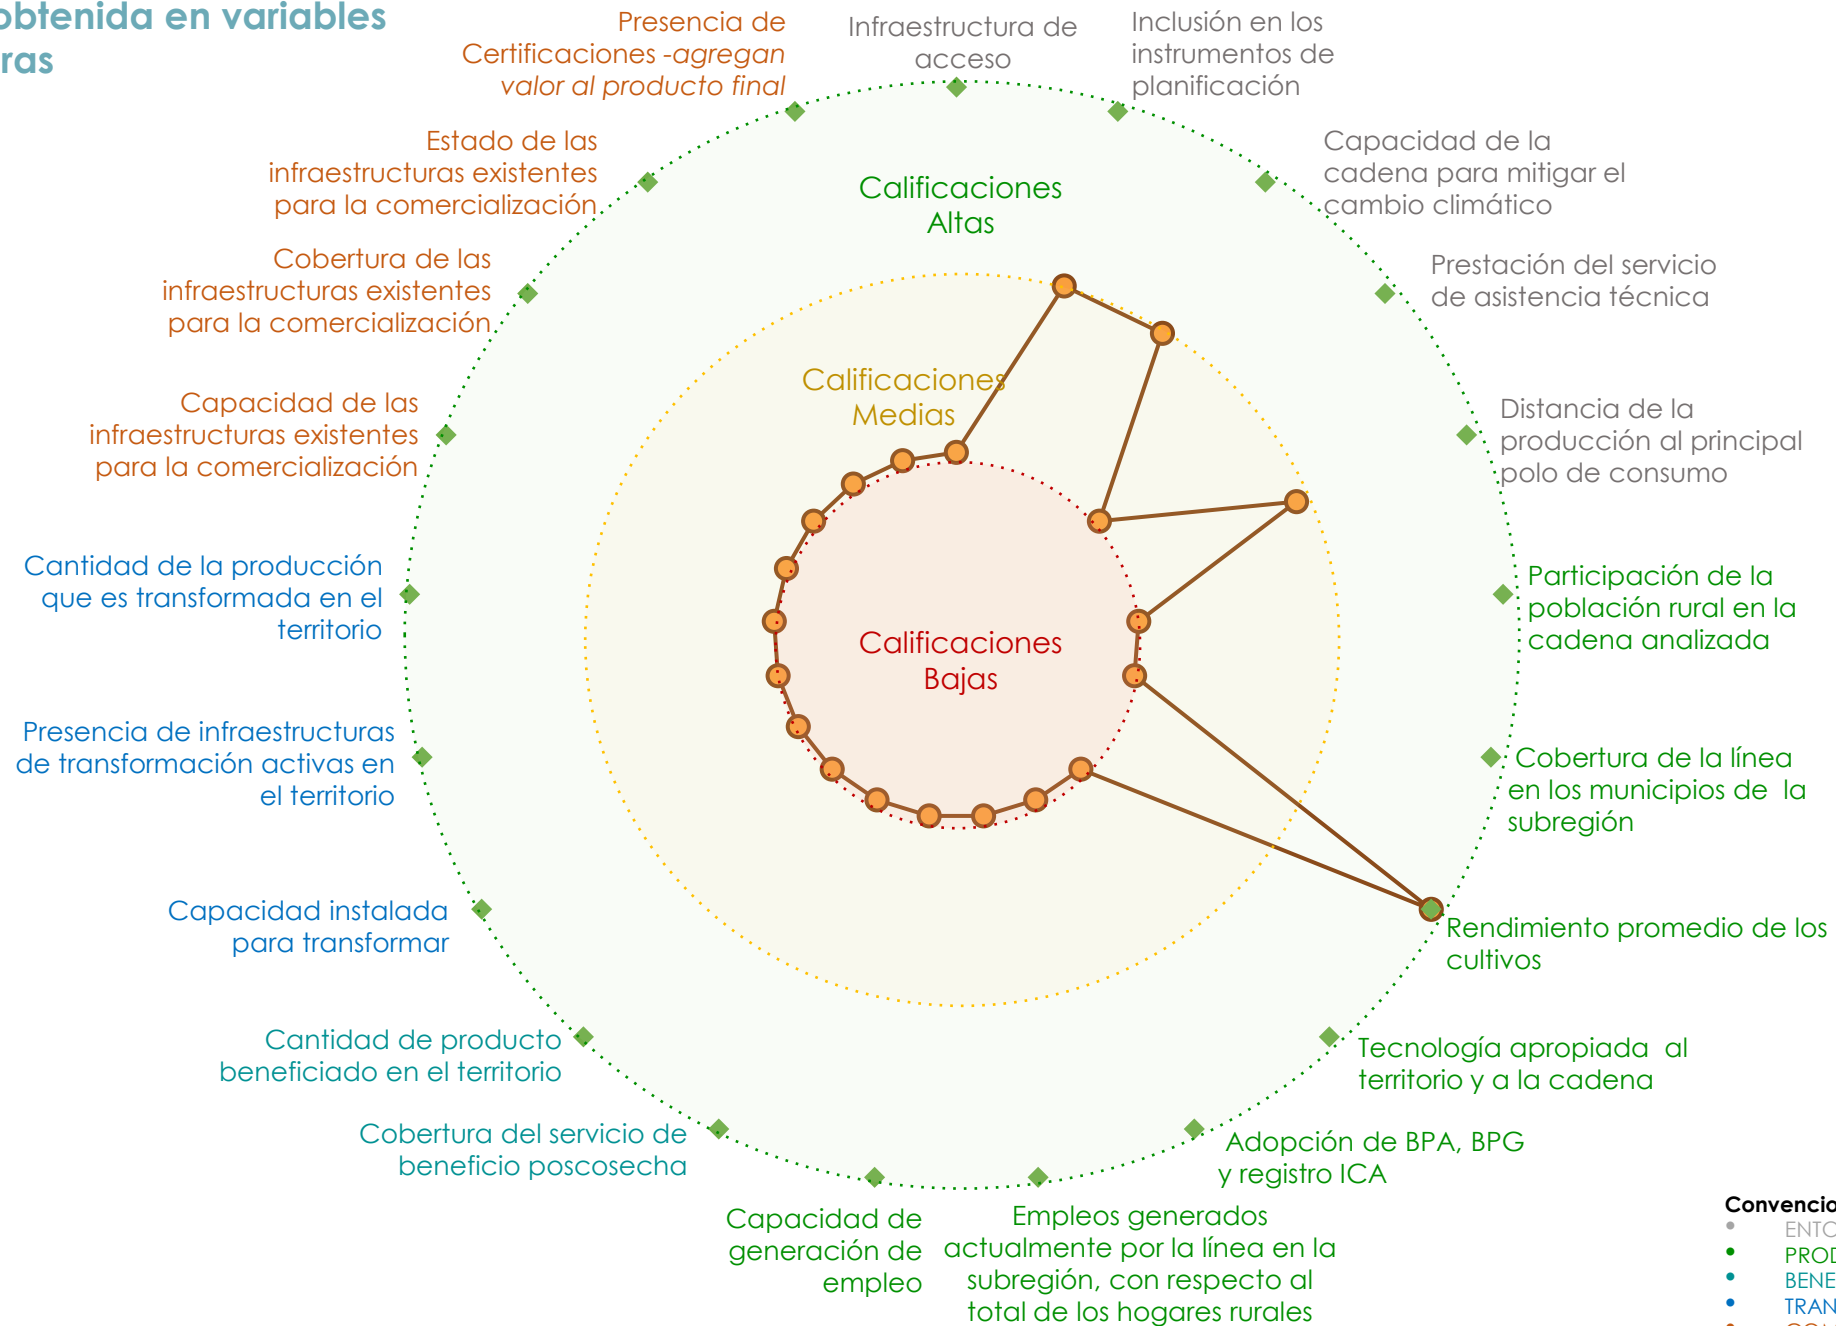 obtenida en variables
ras
Presencia de
Certificaciones -agregan
valor al producto final
Infraestructura de
acceso
Inclusión en los
instrumentos de
planificación
Capacidad de la
cadena para mitigar el
cambio climático
Prestación del servicio
de asistencia técnica
Distancia de la
producción al principal
polo de consumo
Participación de la
población rural en la
cadena analizada
Cobertura de la línea
en los municipios de la
subregión
Rendimiento promedio de los
cultivos
Tecnología apropiada al
territorio y a la cadena
Adopción de BPA, BPG
y registro ICA
Empleos generados
actualmente por la línea en la
subregión, con respecto al
total de los hogares rurales
Capacidad de
generación de
empleo
Cobertura del servicio de
beneficio poscosecha
Cantidad de producto
beneficiado en el territorio
Capacidad instalada
para transformar
Presencia de infraestructuras
de transformación activas en
el territorio
Cantidad de la producción
que es transformada en el
territorio
Capacidad de las
infraestructuras existentes
para la comercialización
Cobertura de las
infraestructuras existentes
para la comercialización
Estado de las
infraestructuras existentes
para la comercialización
Calificaciones
Altas
Calificaciones
Medias
Calificaciones
Bajas
Convencio
ENTO
PROD
BENE
TRAN